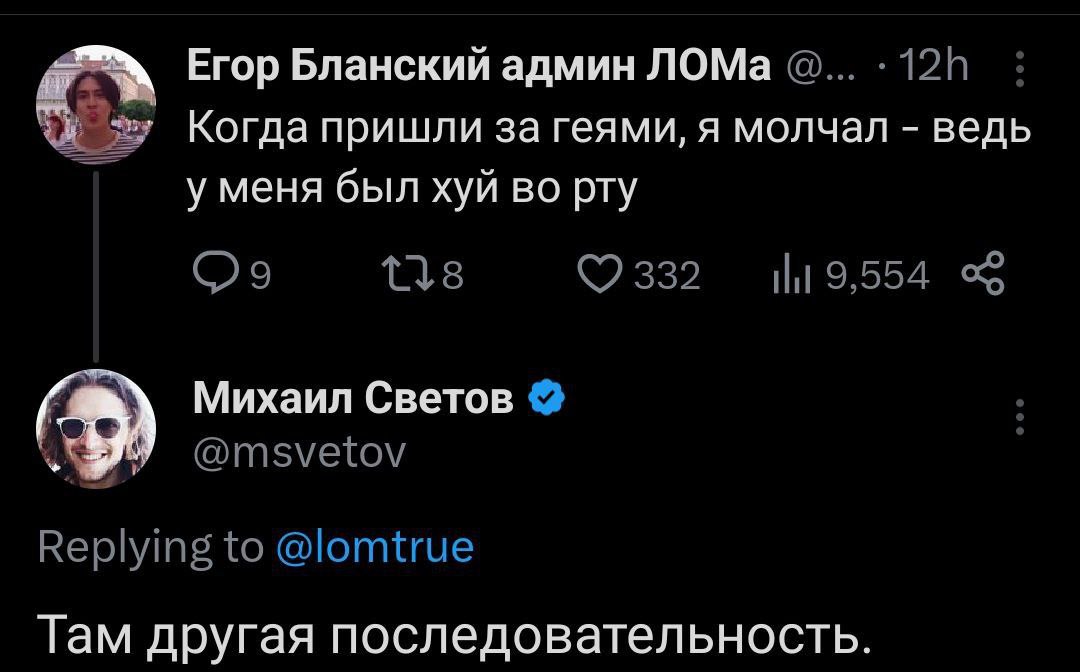 Егор Бланский админ ЛОМа @... · 12h
Когда пришли за геями, я молчал – ведь
у меня был хуй во рту
9 8 332 9,554
Михаил Светов
@msvetov
Replying to @lomtrue
Там другая последовательность.